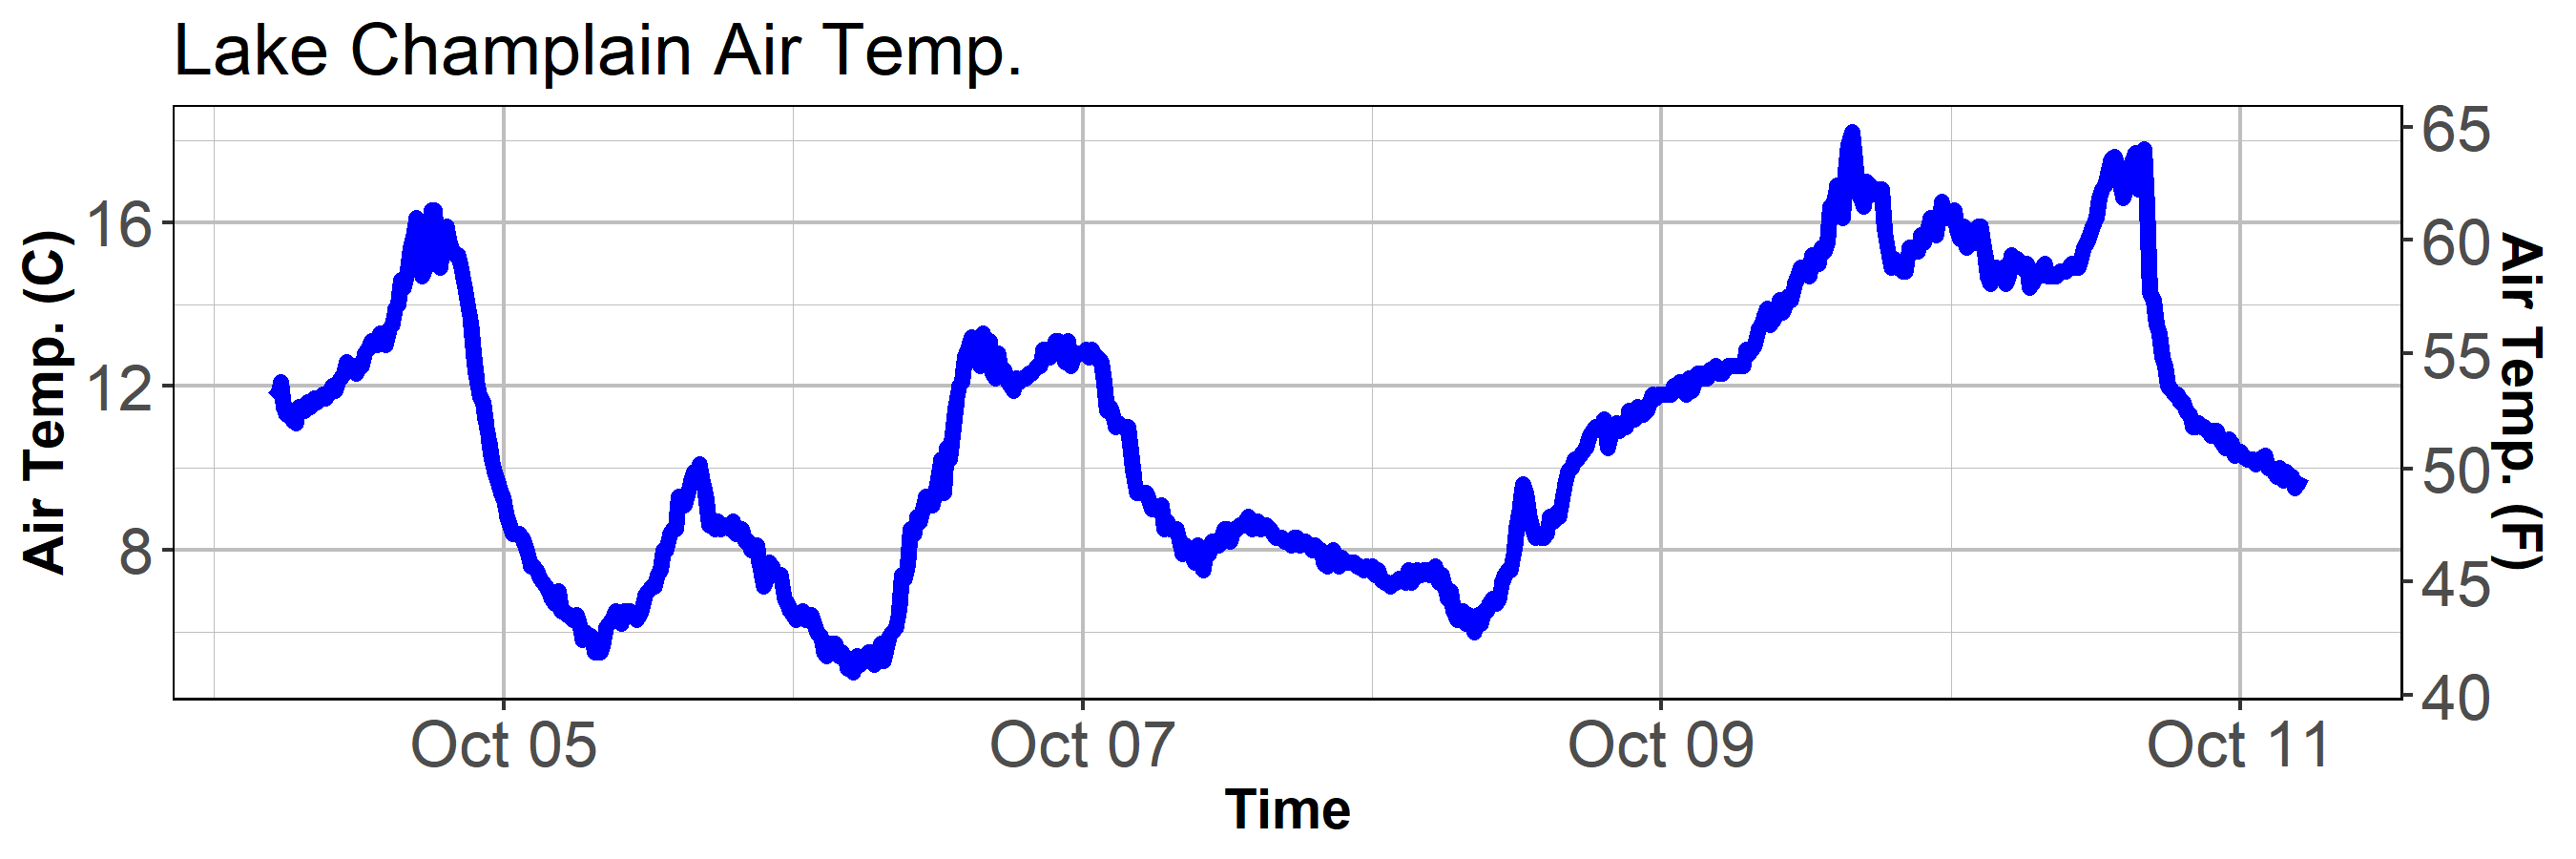 Lake Champlain Air Temp.
Air Temp. (C)
16
12
8
65
60
55
50
45
40
Air Temp. (F)
Oct 05
Oct 07
Oct 09
Oct 11
Time